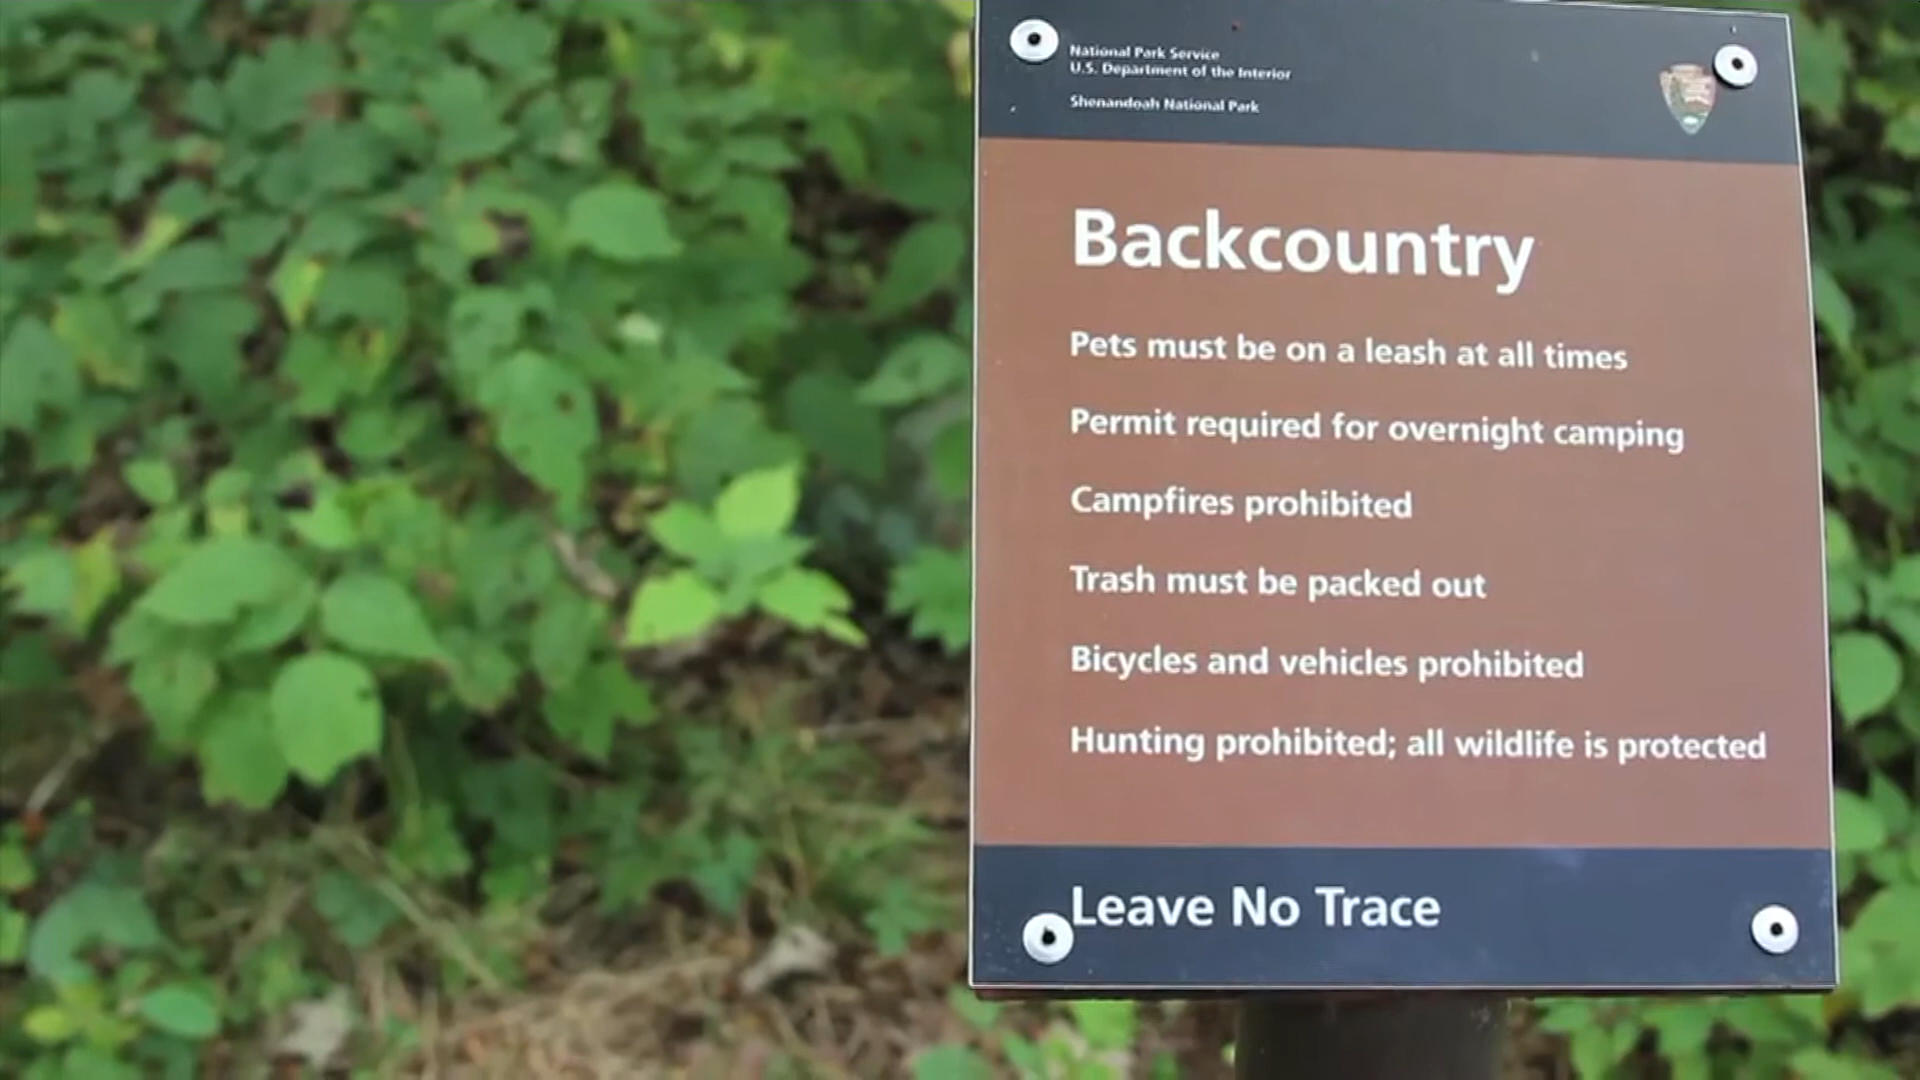 National Park Service
U.S. Department of the Interior
Shenandoah National Park
Backcountry
Pets must be on a leash at all times
Permit required for overnight camping
Campfires prohibited
Trash must be packed out
Bicycles and vehicles prohibited
Hunting prohibited; all wildlife is protected
Leave No Trace